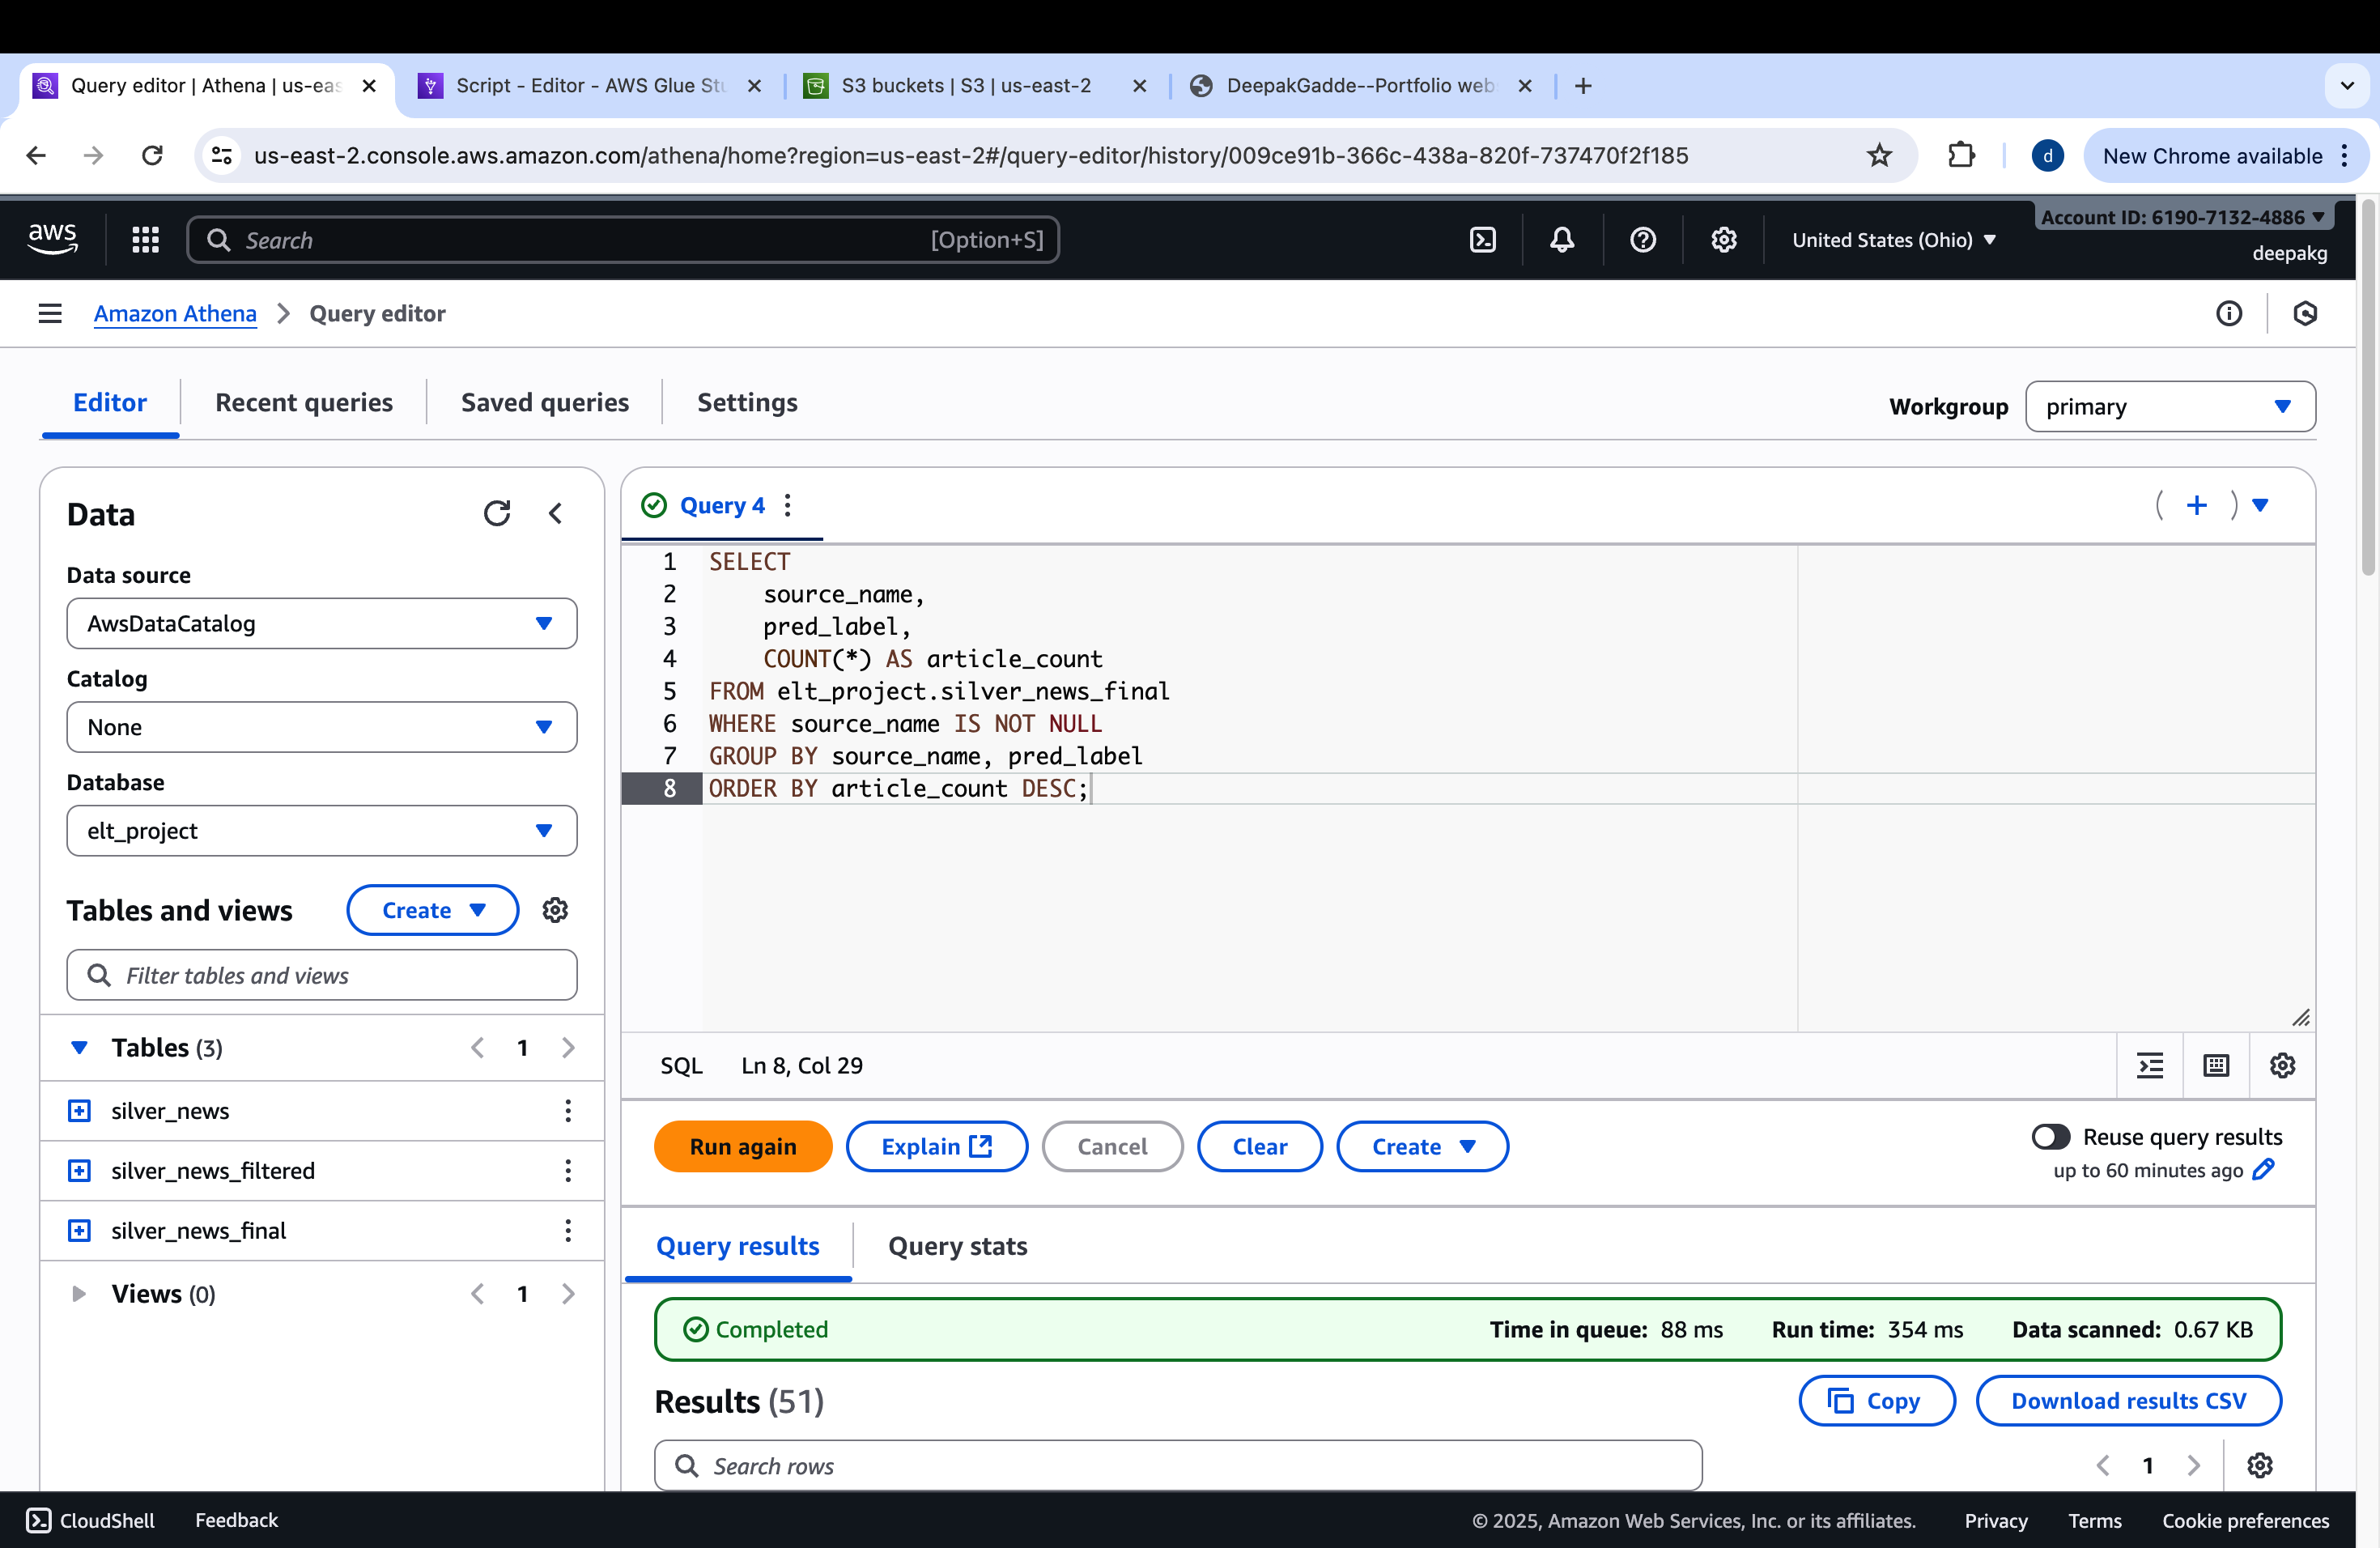 Query editor | Athena | us-eas
Script - Editor - AWS Glue Stu
S3 buckets | S3 | us-east-2
DeepakGadde--Portfolio webs
us-east-2.console.aws.amazon.com/athena/home?region=us-east-2#/query-editor/history/009ce91b-366c-438a-820f-737470f2f185
d
New Chrome available
aws
Search
[Option+S]
United States (Ohio)
Account ID: 6190-7132-4886
deepakg
Amazon Athena
Query editor
Editor
Recent queries
Saved queries
Settings
Workgroup
primary
Data
Data source
AwsDataCatalog
Catalog
None
Database
elt_project
Tables and views
Create
Filter tables and views
Tables (3)
1
silver_news
silver_news_filtered
silver_news_final
Views (0)
1
Query 4
1 SELECT
2 source_name,
3 pred_label,
4 COUNT(*) AS article_count
5 FROM elt_project.silver_news_final
6 WHERE source_name IS NOT NULL
7 GROUP BY source_name, pred_label
8 ORDER BY article_count DESC;
SQL
Ln 8, Col 29
Run again
Explain
Cancel
Clear
Create
Reuse query results
up to 60 minutes ago
Query results
Query stats
Completed
Time in queue: 88 ms
Run time: 354 ms
Data scanned: 0.67 KB
Results (51)
Copy
Download results CSV
Search rows
1
CloudShell
Feedback
© 2025, Amazon Web Services, Inc. or its affiliates.
Privacy
Terms
Cookie preferences